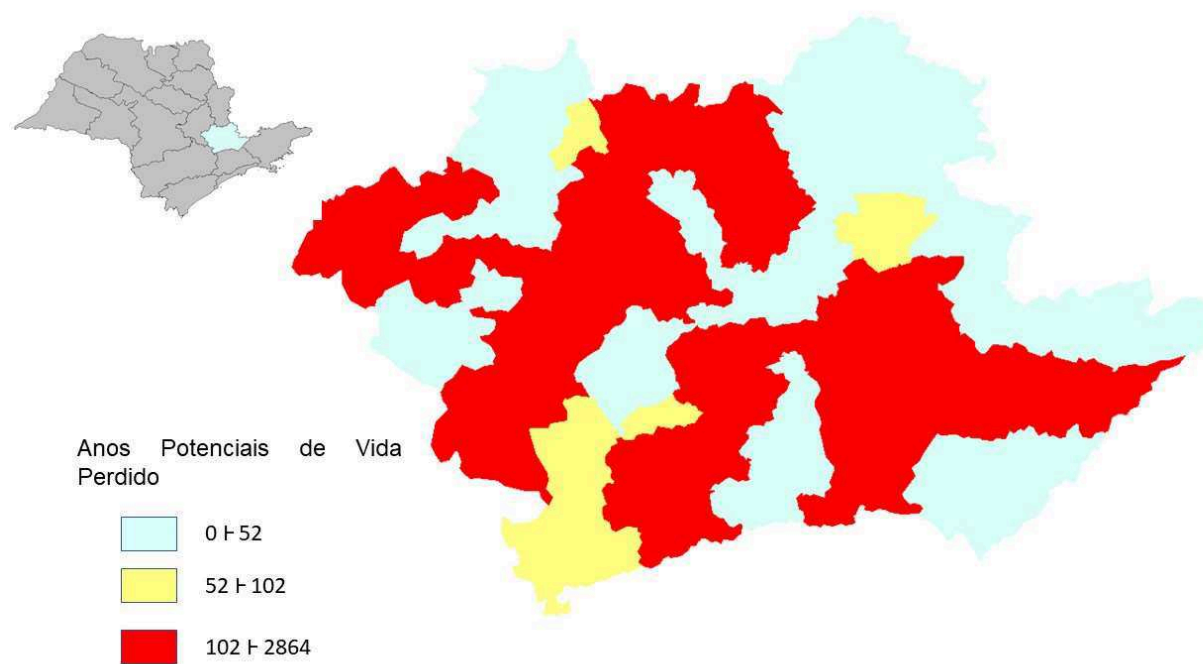 Anos Potenciais de Vida
Perdido
0 Ͱ 52
52 Ͱ 102
102 Ͱ 2864